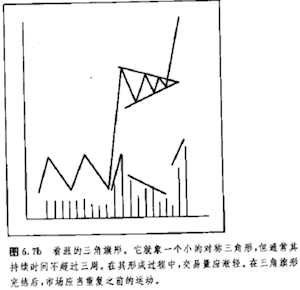 图 6.7b 看涨的三角旗形。它就象一个小的对称三角形，但通常其
持续时间不超过三周。在其形成过程中，交易量应渐轻。在三角旗形
完结后，市场应当重复之前的运动。